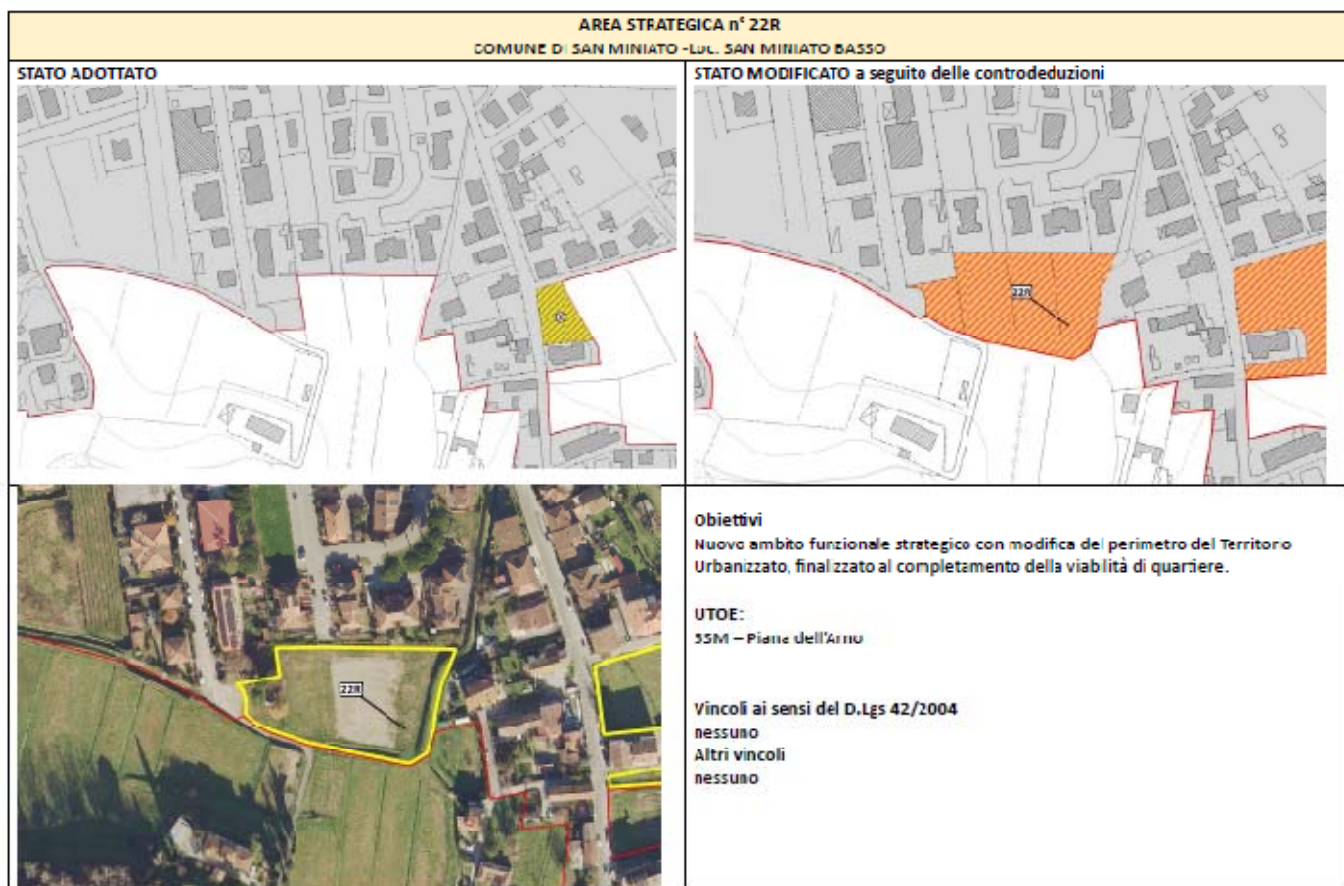 AREA STRATEGICA n° 22R
COMUNE DI SAN MINIATO -Loc. SAN MINIATO BASSO
STATO ADOTTATO
STATO MODIFICATO a seguito delle controdeduzioni
22R
22R
Obiettivi
Nuovo ambito funzionale strategico con modifica del perimetro del Territorio
Urbanizzato, finalizzato al completamento della viabilità di quartiere.
UTOE:
– Piana dell'Arno
Vincoli ai sensi del D.Lgs 42/2004
nessuno
Altri vincoli
nessuno